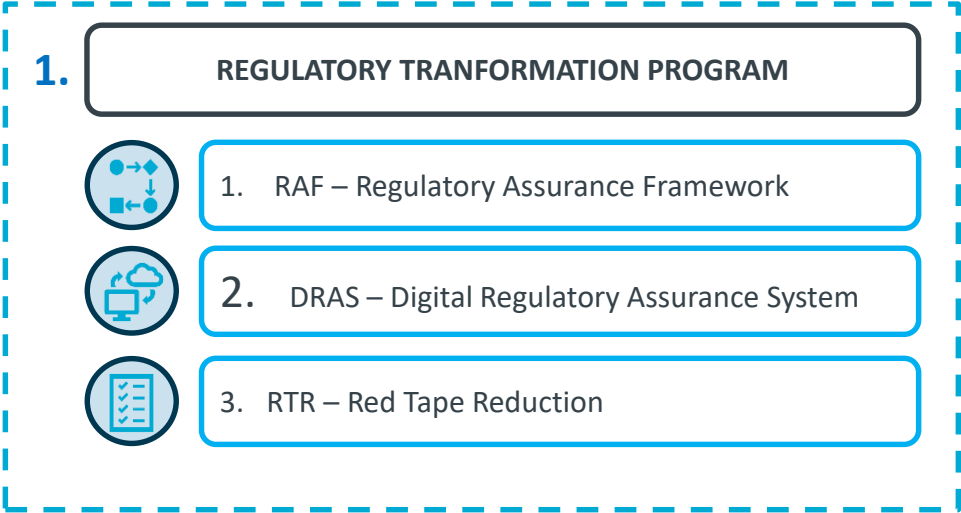 1.
REGULATORY TRANFORMATION PROGRAM
1. RAF – Regulatory Assurance Framework
2. DRAS – Digital Regulatory Assurance System
3. RTR – Red Tape Reduction